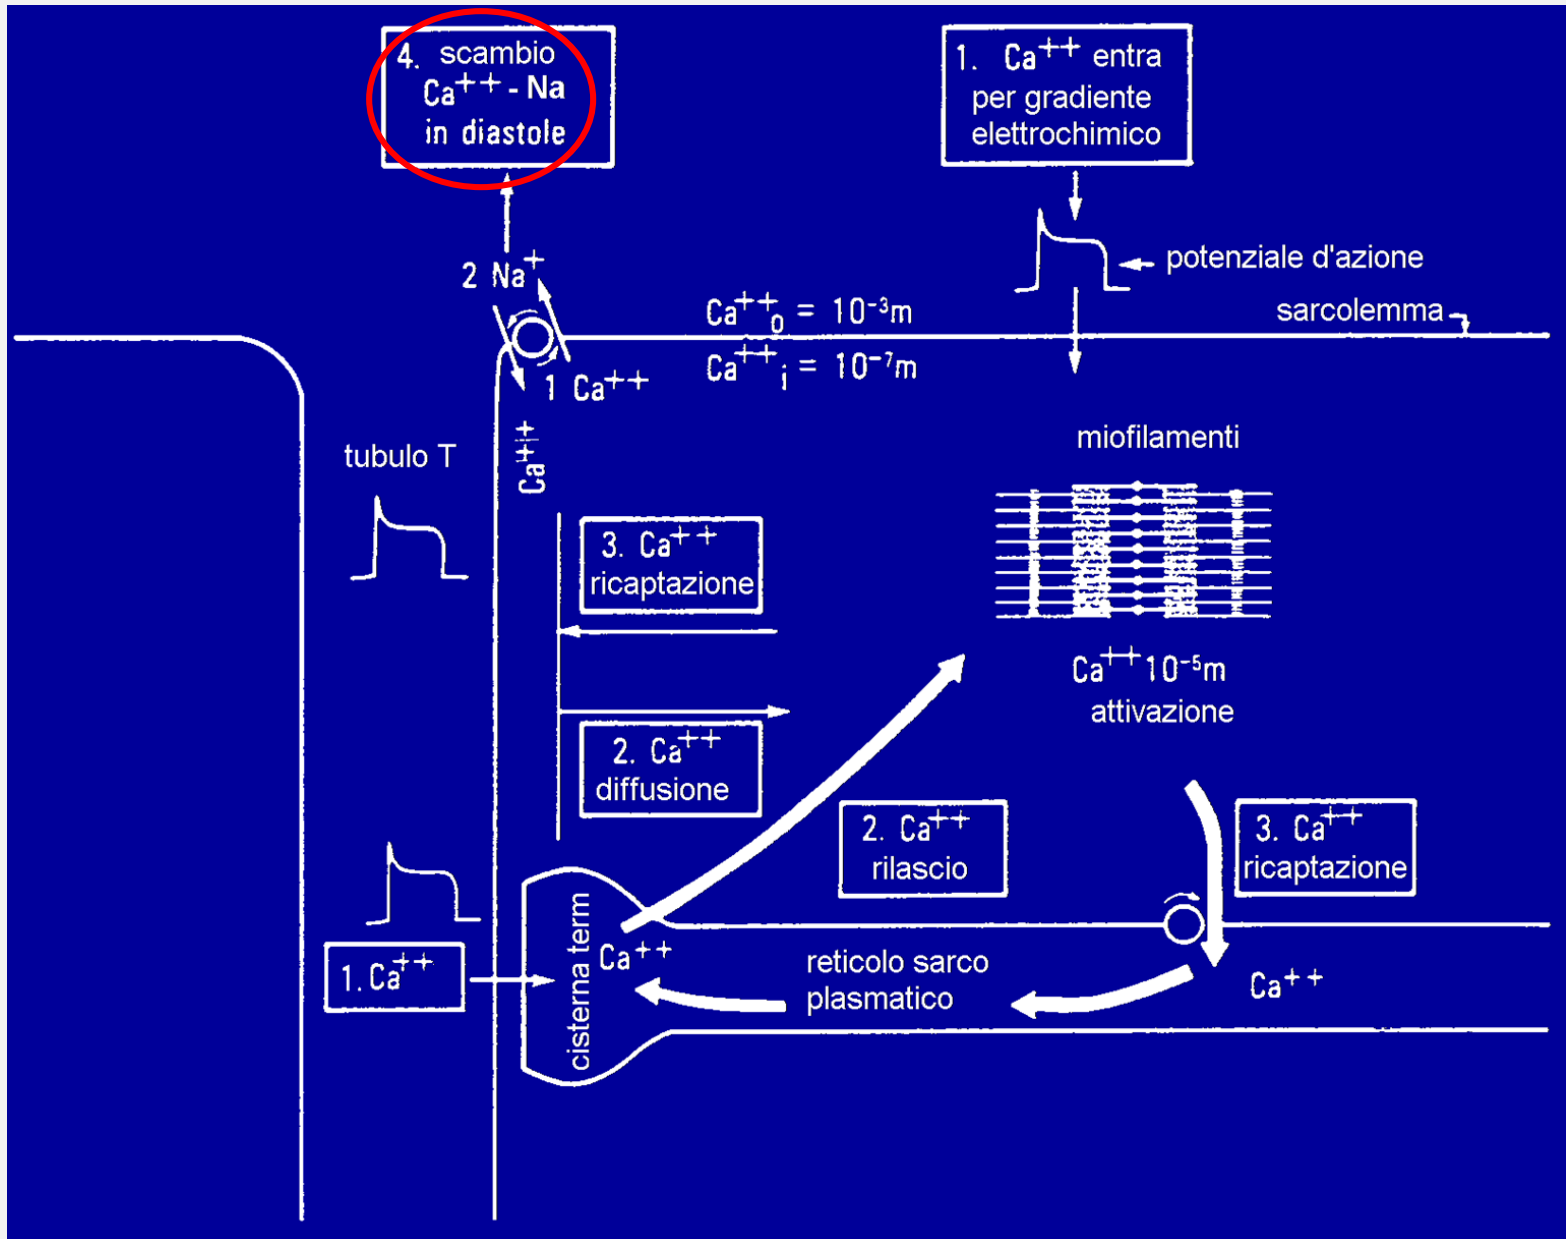 4. scambio
Ca++ - Na
in diastole
1. Ca++ entra
per gradiente
elettrochimico
potenziale d'azione
2 Na+
Ca++o = 10-3m
sarcolemma
Ca++i = 10-7m
1 Ca++
Ca++
tubulo T
miofilamenti
3. Ca++
ricaptazione
Ca++ 10-5m
attivazione
2. Ca++
diffusione
2. Ca++
rilascio
3. Ca++
ricaptazione
1. Ca++
cisterna term
Ca++
reticolo sarco
plasmatico
Ca++